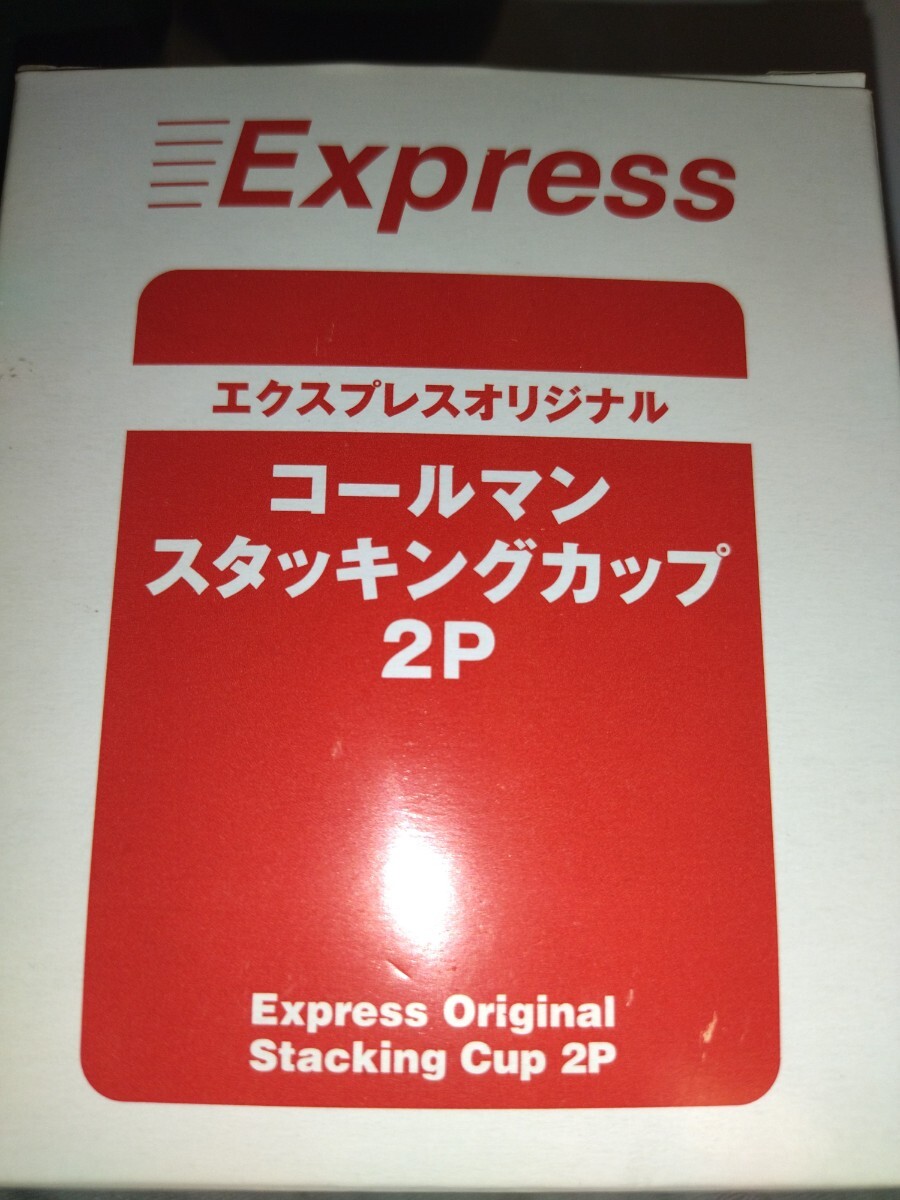 Express
エクスプレスオリジナル
コールマン
スタッキングカップ
2P
Express Original
Stacking Cup 2P